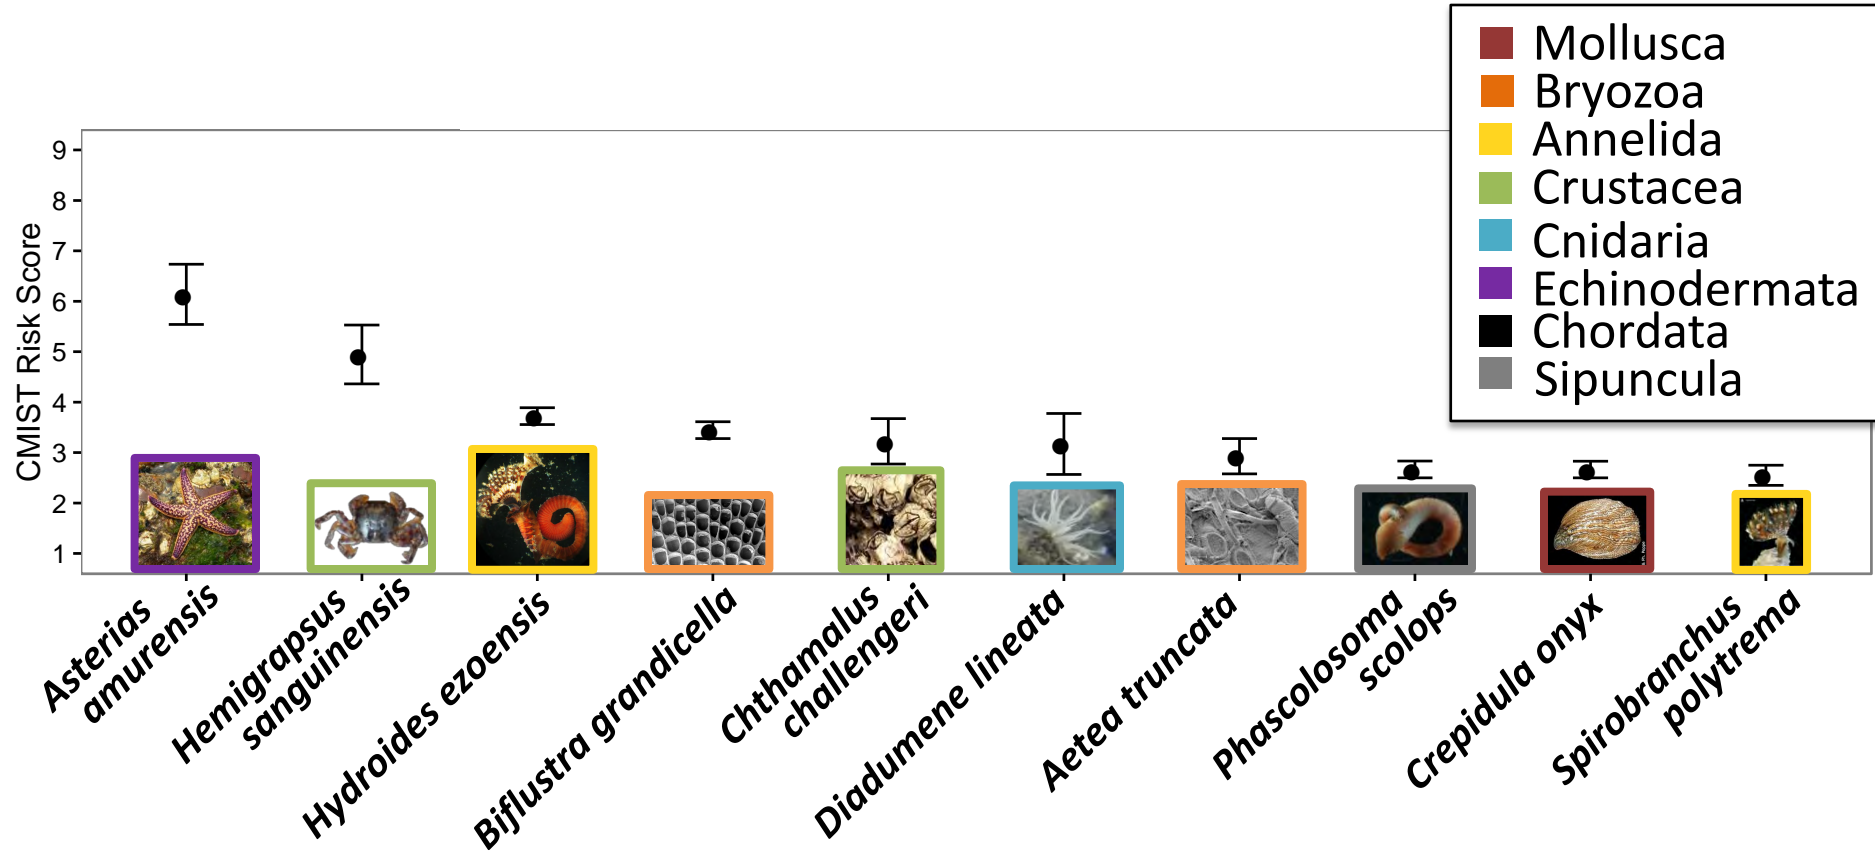 Mollusca
Bryozoa
Annelida
Crustacea
Cnidaria
Echinodermata
Chordata
Sipuncula
CMIST Risk Score
9
8
7
6
5
4
3
2
1
Asterias
amurensis
Hemigrapsus
sanguinensis
Hydroides ezoensis
Biflustra grandicella
Chthamalus
challengeri
Diadumene lineata
Aetea truncata
Phascolosoma
scolops
Crepidula onyx
Spirobranchus
polytrema